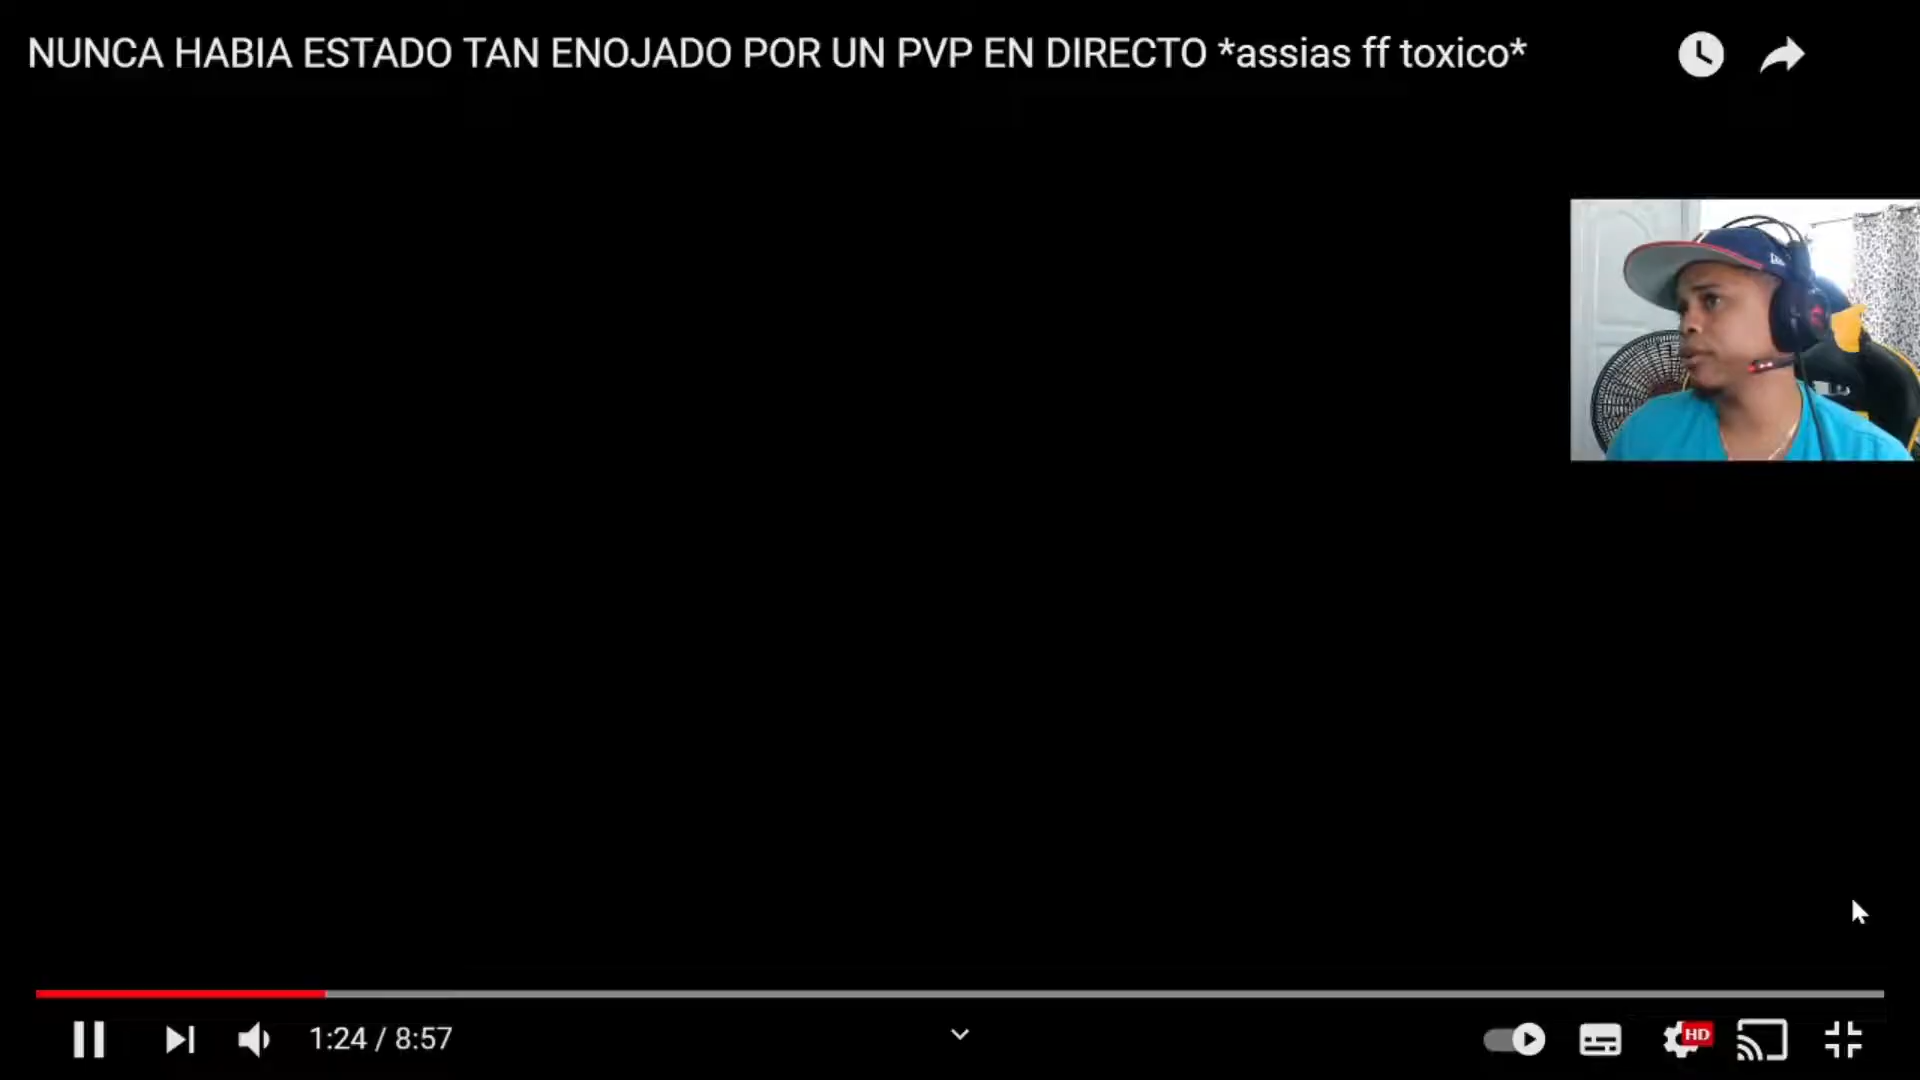 NUNCA HABIA ESTADO TAN ENOJADO POR UN PVP EN DIRECTO *assias ff toxico*
1:24 / 8:57
HD